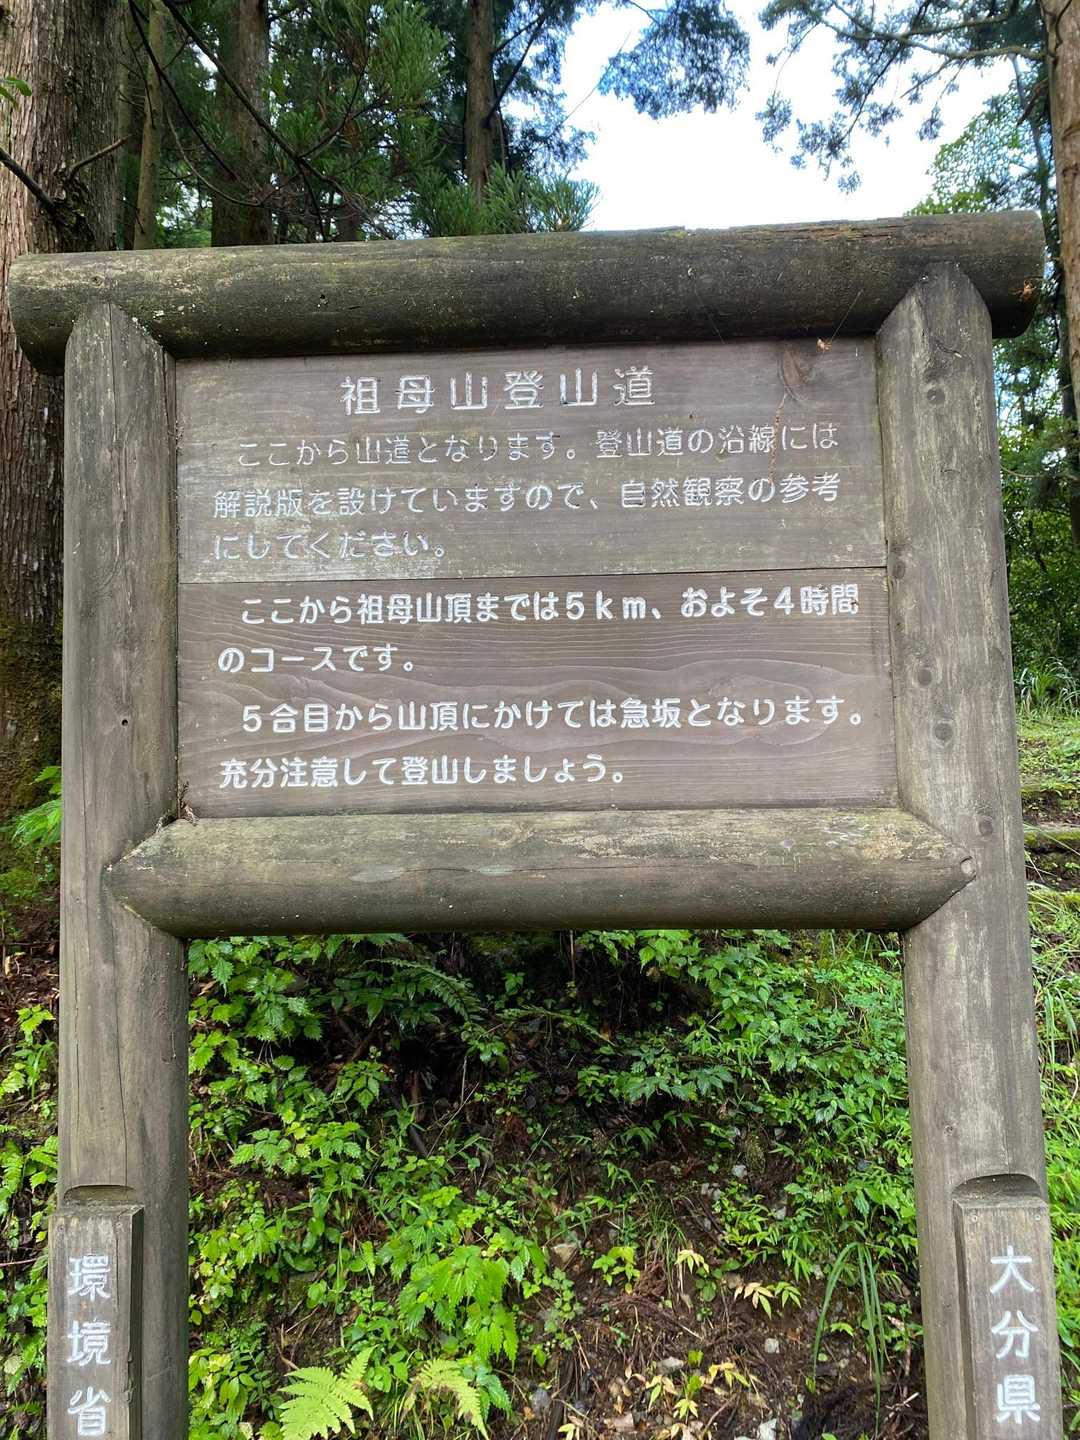 祖母山登山道
ここから山道となります。登山道の沿線には
解説版を設けていますので、自然観察の参考
にしてください。
ここから祖母山頂までは５ｋｍ、およそ４時間
のコースです。
５合目から山頂にかけては急坂となります。
充分注意して登山しましょう。
環境省
大分県